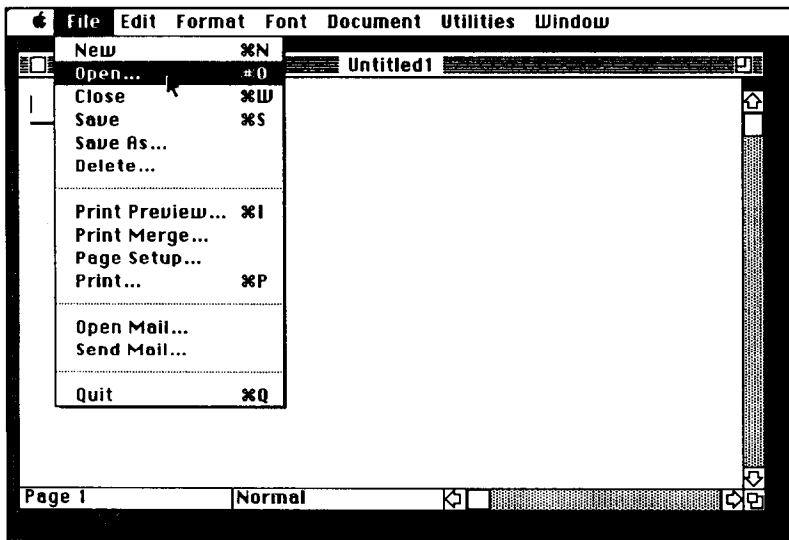 File Edit Format Font Document Utilities Window
New ⌘N
Untitled1
Open... ⌘O
Close ⌘W
Save ⌘S
Save As...
Delete...
Print Preview... ⌘I
Print Merge...
Page Setup...
Print... ⌘P
Open Mail...
Send Mail...
Quit ⌘Q
Page 1 Normal